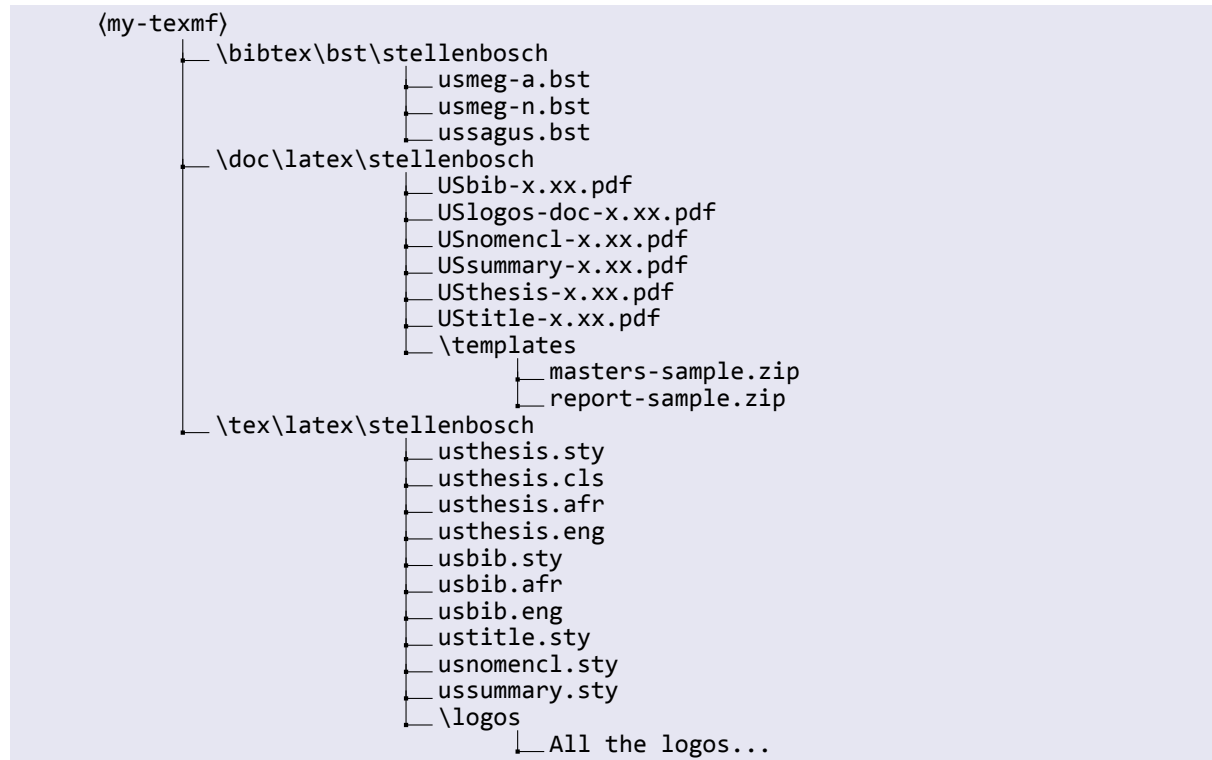 ⟨my-texmf⟩
\bibtex\bst\stellenbosch
usmeg-a.bst
usmeg-n.bst
ussagus.bst
\doc\latex\stellenbosch
USbib-x.xx.pdf
USlogos-doc-x.xx.pdf
USnomencl-x.xx.pdf
USsummary-x.xx.pdf
USthesis-x.xx.pdf
UStitle-x.xx.pdf
\templates
masters-sample.zip
report-sample.zip
\tex\latex\stellenbosch
usthesis.sty
usthesis.cls
usthesis.afr
usthesis.eng
usbib.sty
usbib.afr
usbib.eng
ustitle.sty
usnomencl.sty
ussummary.sty
\logos
All the logos...